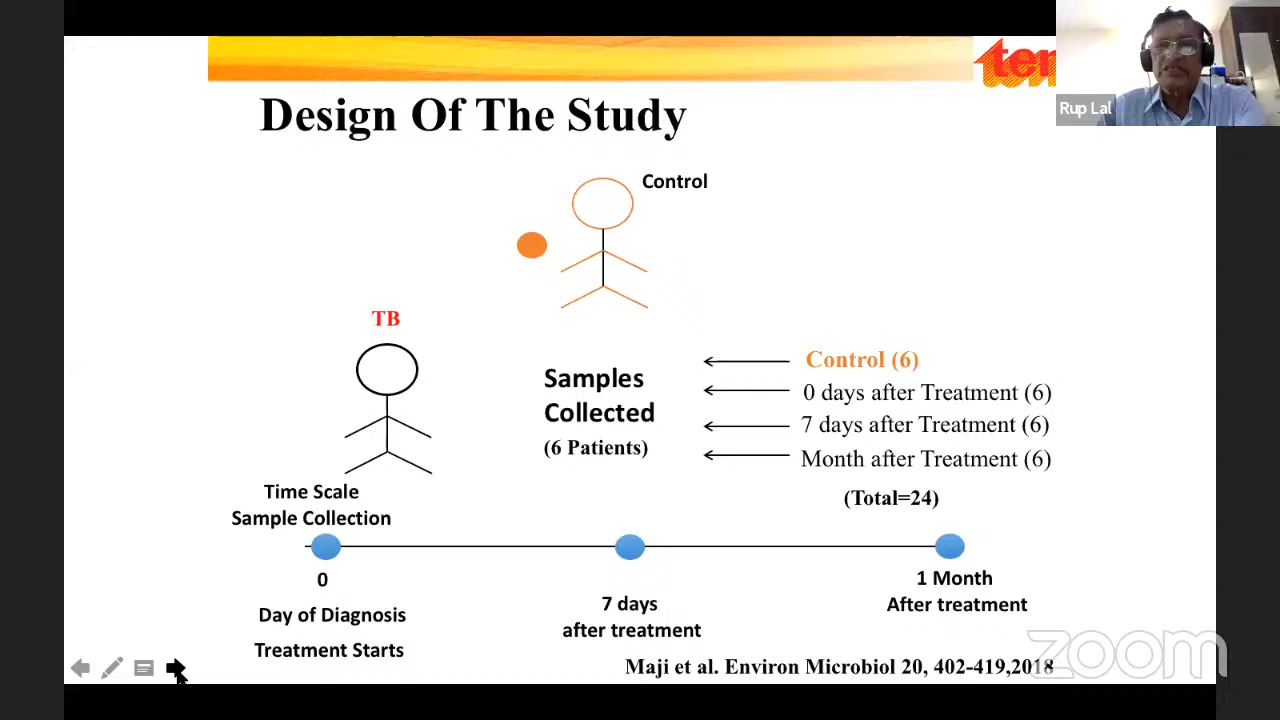 Rup Lal
Design Of The Study
Control
TB
Samples
Collected
(6 Patients)
Control (6)
0 days after Treatment (6)
7 days after Treatment (6)
Month after Treatment (6)
(Total=24)
Time Scale
Sample Collection
0
Day of Diagnosis
Treatment Starts
7 days
after treatment
1 Month
After treatment
Maji et al. Environ Microbiol 20, 402-419,2018
zoom